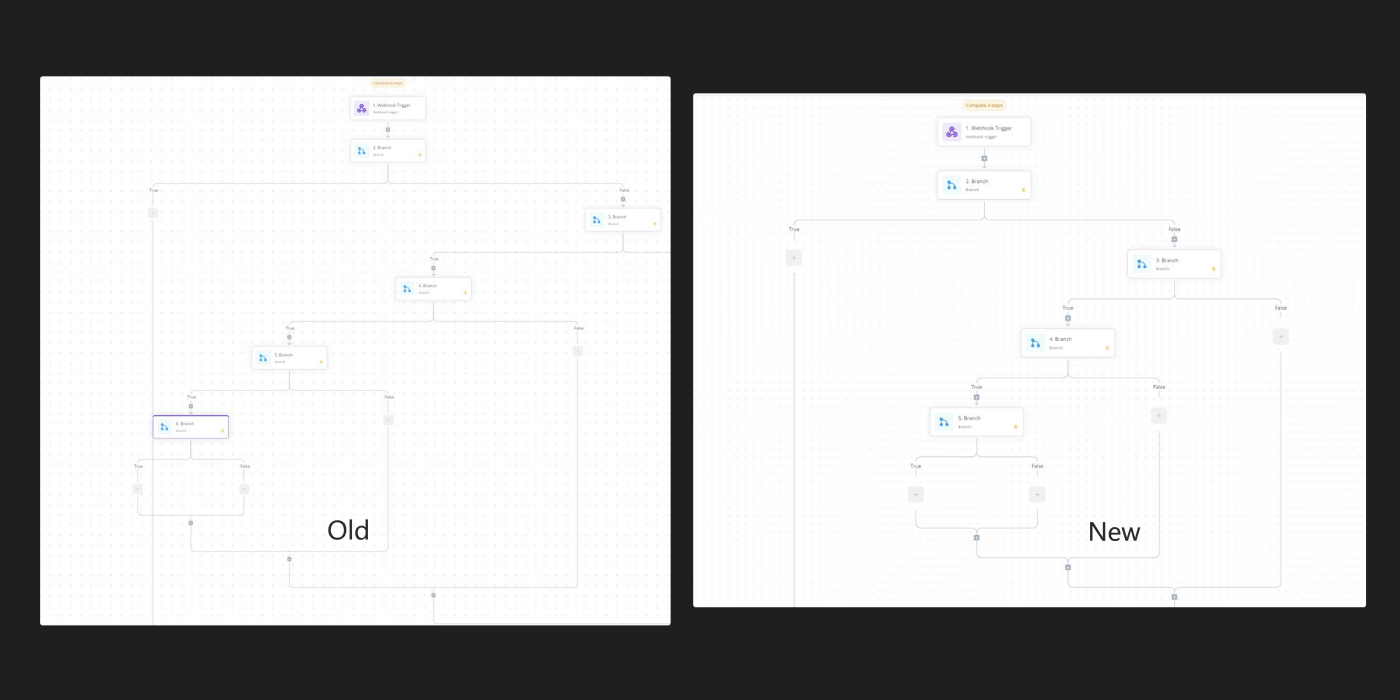 Complete 6 steps
1. Webhook Trigger
Webhook trigger
2. Branch
Branch
True
False
3. Branch
Branch
True
4. Branch
Branch
True
False
5. Branch
Branch
True
False
6. Branch
Branch
True
False
Old
Complete 4 steps
1. Webhook Trigger
Webhook trigger
2. Branch
Branch
True
False
3. Branch
Branch
True
False
4. Branch
Branch
True
False
5. Branch
Branch
True
False
New